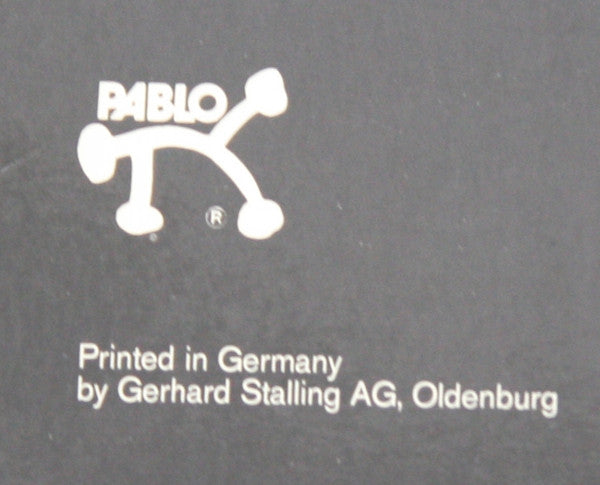 PABLO
®
Printed in Germany
by Gerhard Stalling AG, Oldenburg